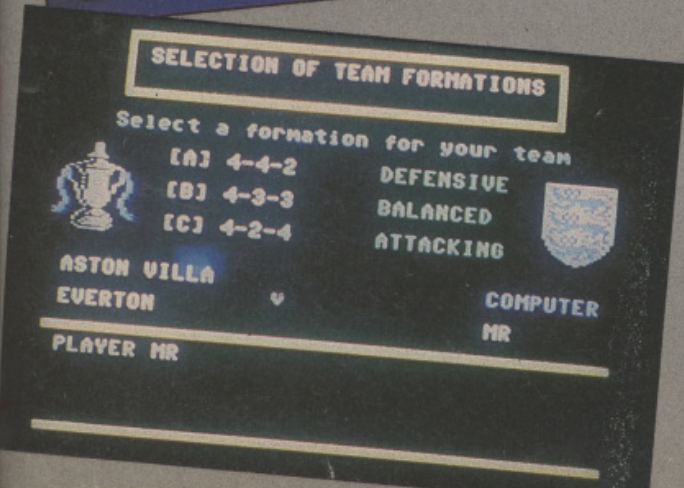 SELECTION OF TEAM FORMATIONS
Select a formation for your team
[A] 4-4-2 DEFENSIVE
[B] 4-3-3 BALANCED
[C] 4-2-4 ATTACKING
ASTON VILLA COMPUTER
EVERTON v MR
PLAYER MR